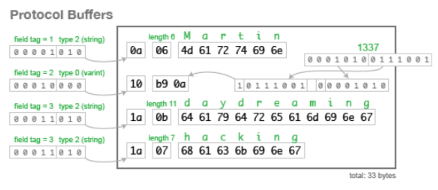 Protocol Buffers
field tag = 1 type 2 (string)
0 0 0 0 1 0 1 0
length 6 M a r t i n
0a 06 4d 61 72 74 69 6e
1337
0 0 0 1 0 1 0 0 1 1 1 0 0 1
field tag = 2 type 0 (varint)
0 0 0 1 0 0 0 0
10 b9 0a
1 0 1 1 1 0 0 1 0 0 0 0 1 0 1 0
field tag = 3 type 2 (string)
0 0 0 1 1 0 1 0
length 11 d a y d r e a m i n g
1a 0b 64 61 79 64 72 65 61 6d 69 6e 67
field tag = 3 type 2 (string)
0 0 0 1 1 0 1 0
length 7 h a c k i n g
1a 07 68 61 63 6b 69 6e 67
total: 33 bytes